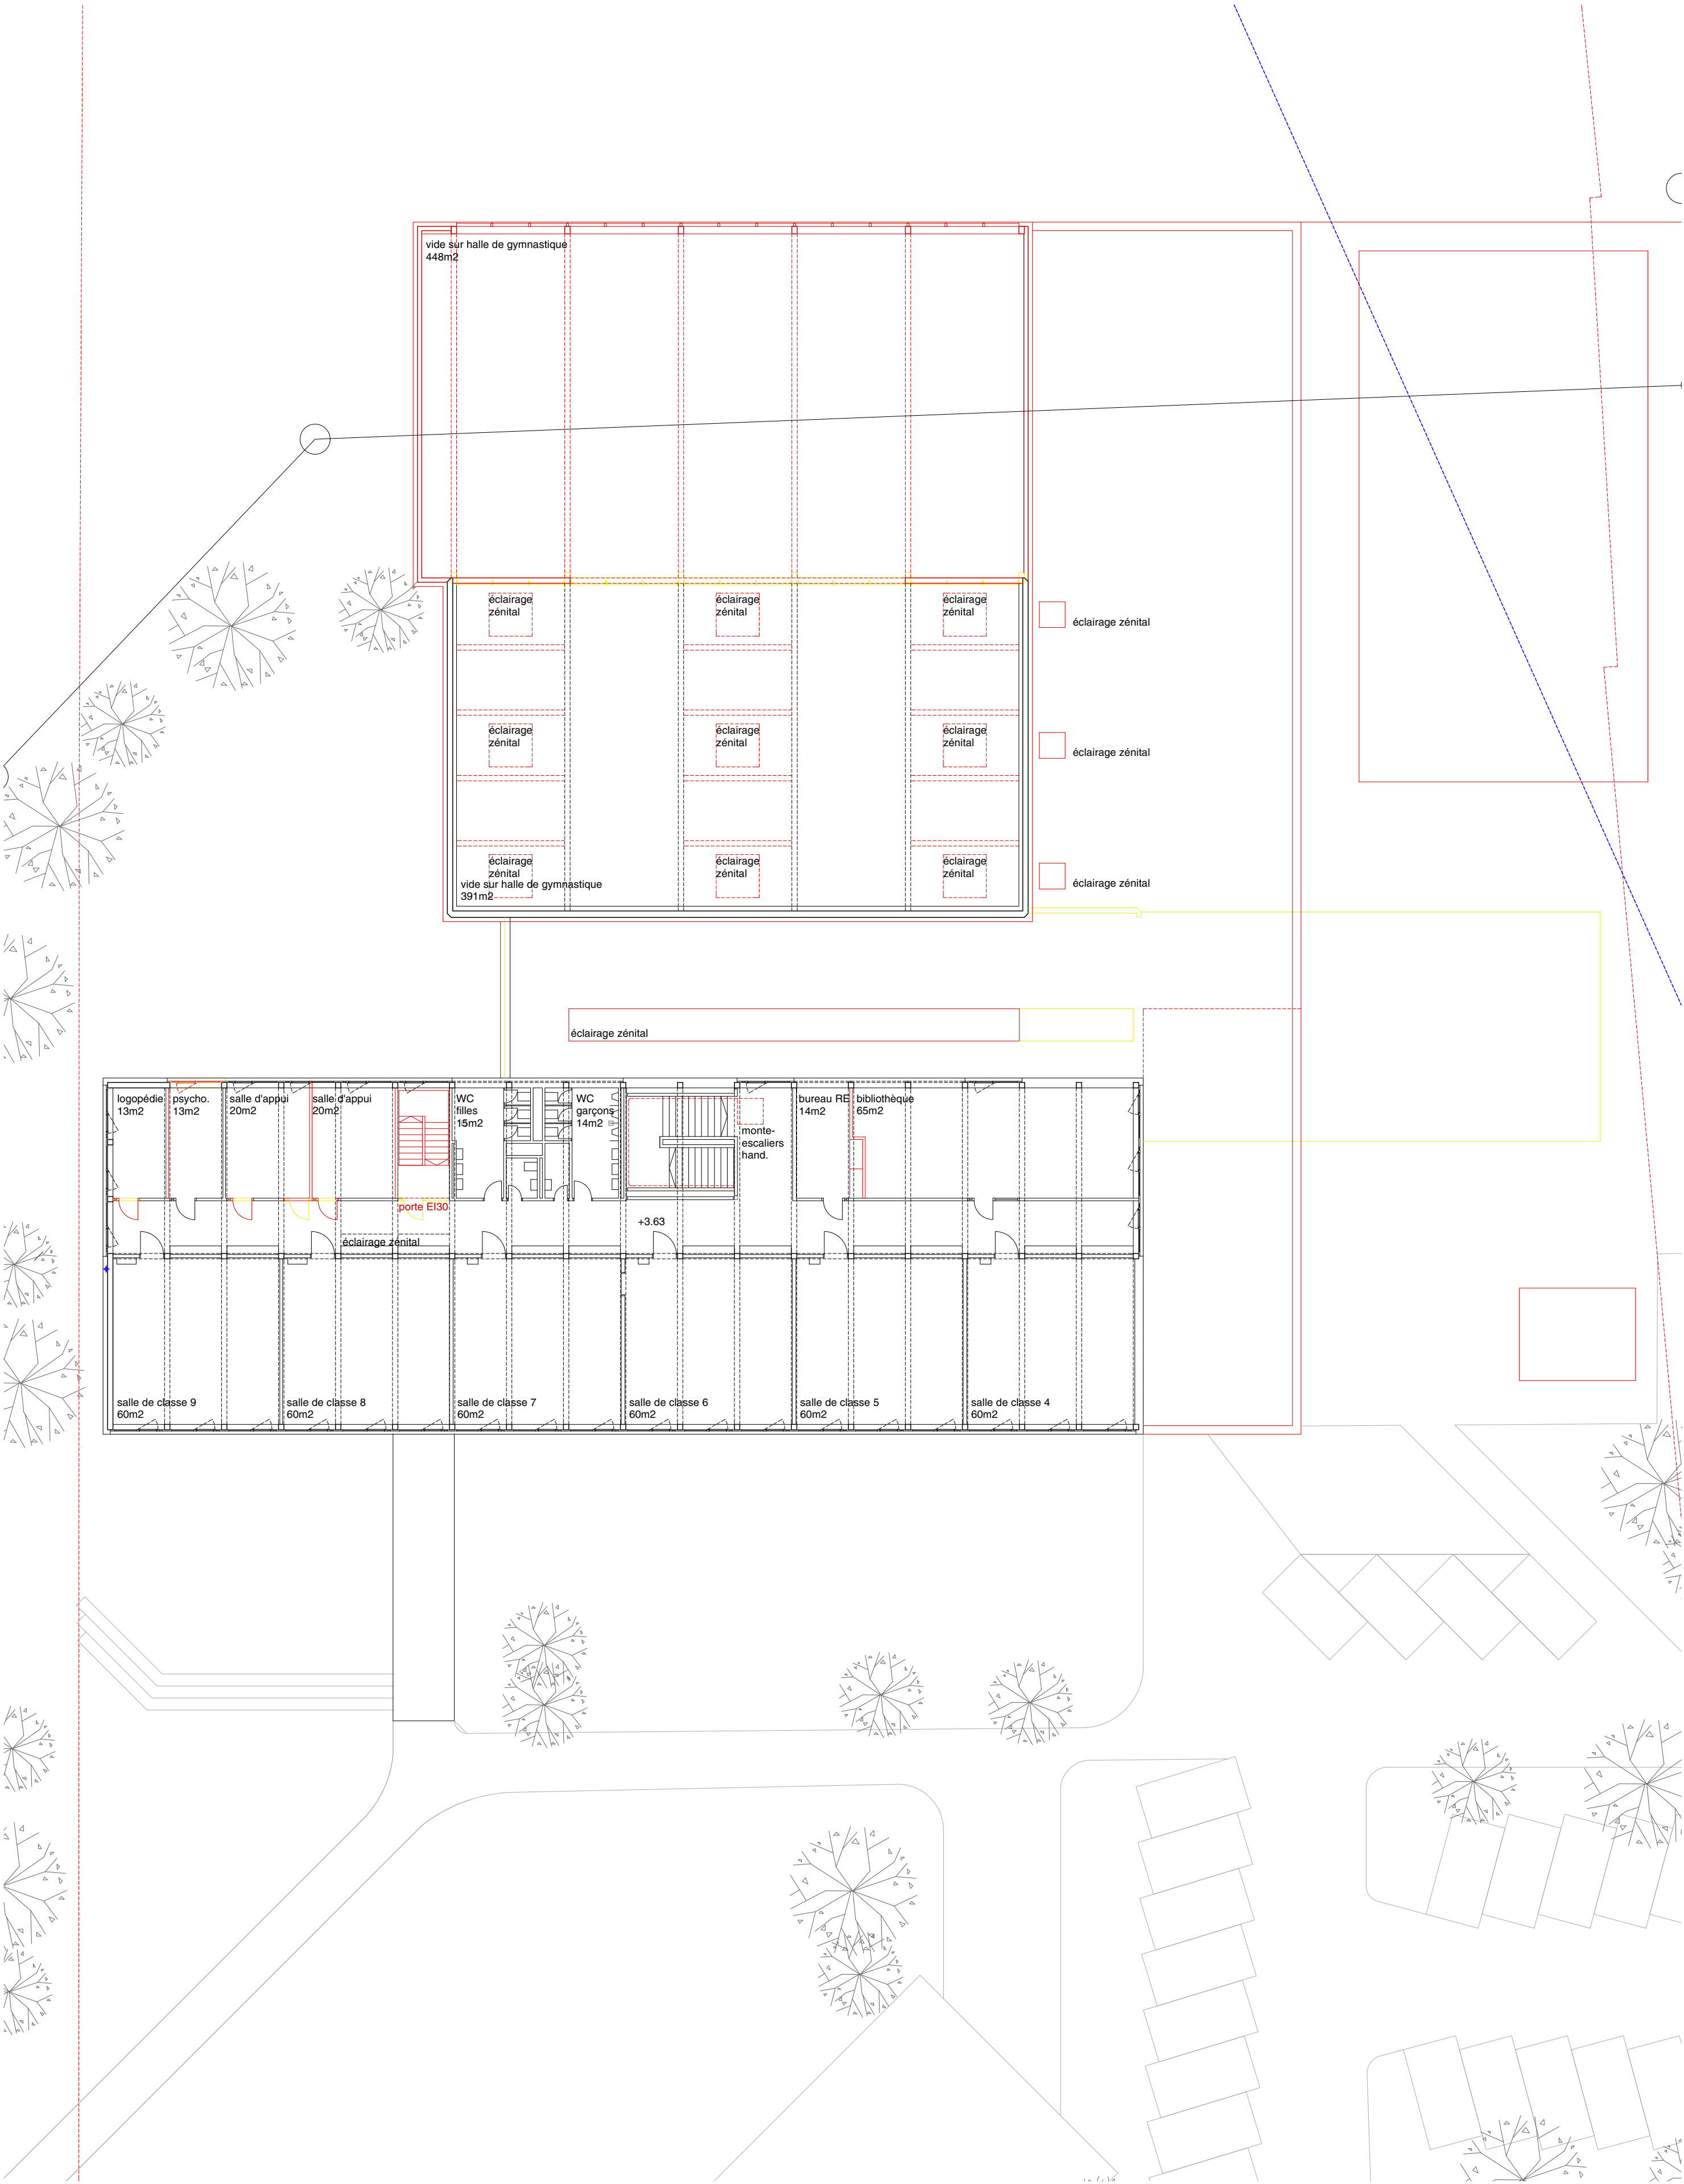 vide sur halle de gymnastique
448m2
éclairage
zénital
éclairage
zénital
éclairage
zénital
éclairage zénital
éclairage
zénital
éclairage
zénital
éclairage
zénital
éclairage zénital
éclairage
zénital
éclairage
zénital
éclairage
zénital
éclairage zénital
vide sur halle de gymnastique
391m2
éclairage zénital
logopédie
13m2
psycho.
13m2
salle d'appui
20m2
salle d'appui
20m2
WC
filles
15m2
WC
garçons
14m2
monte-
escaliers
hand.
bureau RE
14m2
bibliothèque
65m2
porte EI30
+3.63
éclairage zénital
salle de classe 9
60m2
salle de classe 8
60m2
salle de classe 7
60m2
salle de classe 6
60m2
salle de classe 5
60m2
salle de classe 4
60m2